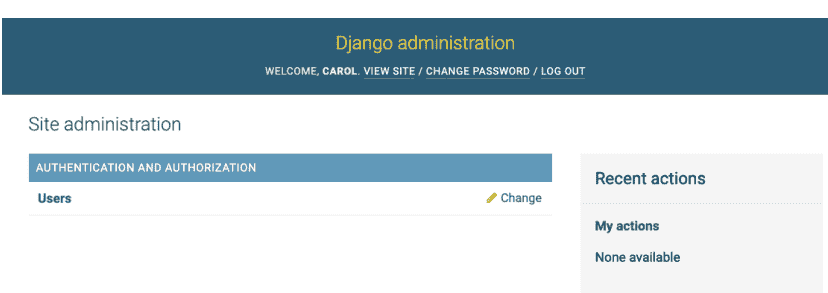 Django administration
WELCOME, CAROL. VIEW SITE / CHANGE PASSWORD / LOG OUT
Site administration
AUTHENTICATION AND AUTHORIZATION
Users Change
Recent actions
My actions
None available